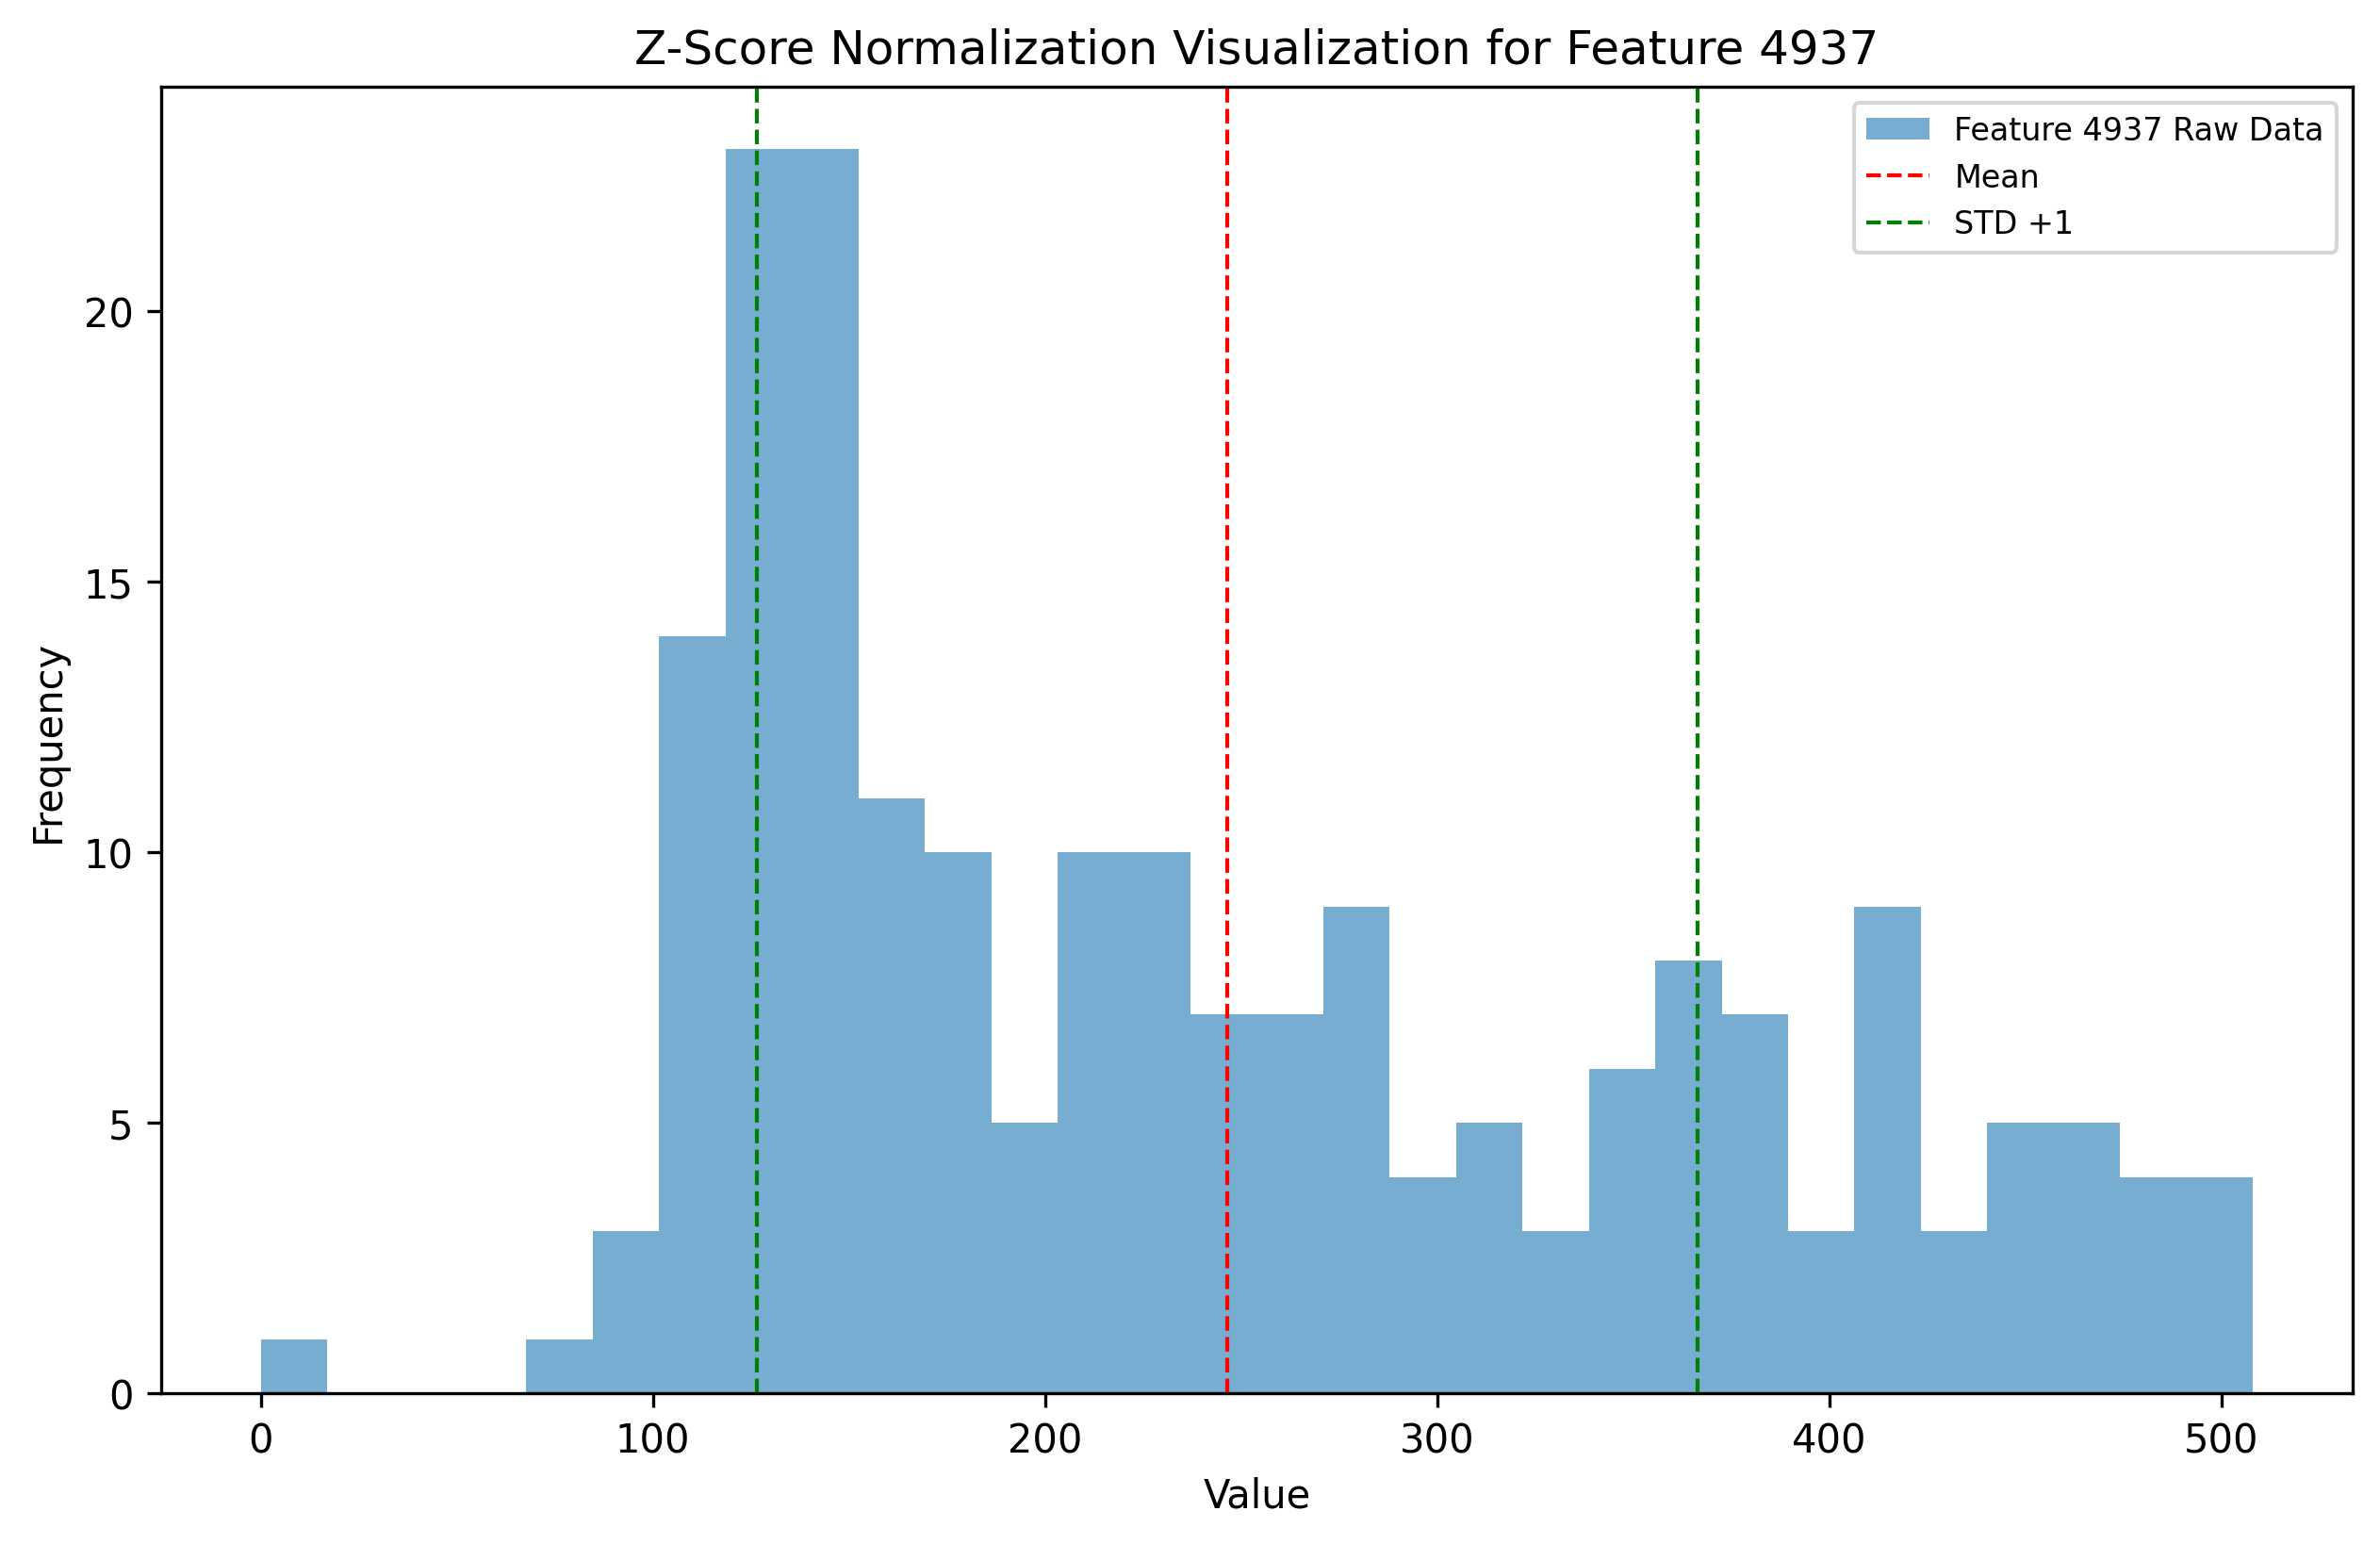 Z-Score Normalization Visualization for Feature 4937
Feature 4937 Raw Data
Mean
STD +1
Frequency
20
15
10
5
0
0 100 200 300 400 500
Value